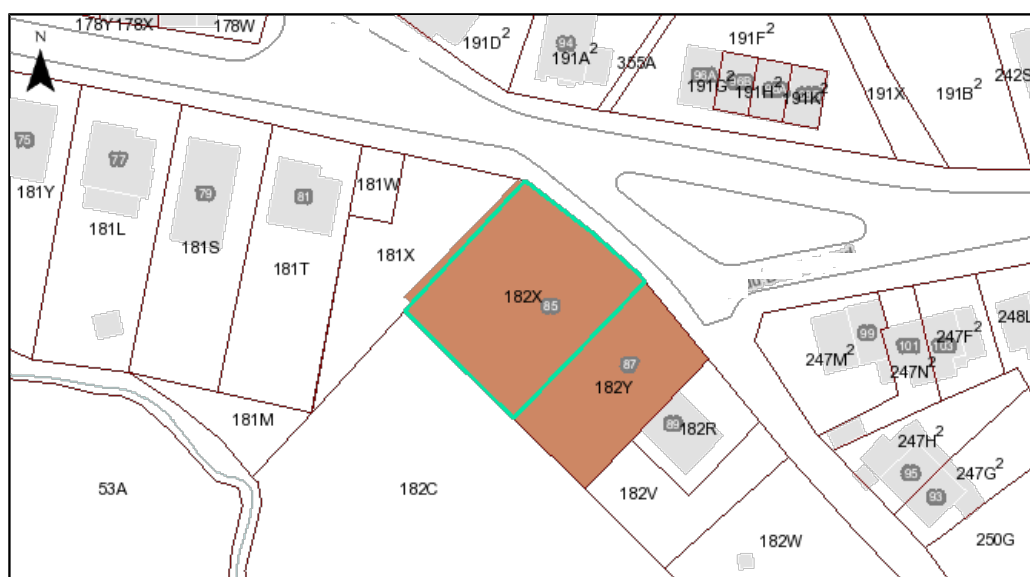 178Y
178X
178W
N
191D²
94
191A²
355A
191F²
96A
191G²
191H²
191K²
191X
191B²
242S
75
181Y
77
181L
79
181S
81
181T
181W
181X
182X
85
87
182Y
89
182R
182V
182W
181M
53A
182C
247M²
99
101
247N²
103
247F²
248L
247H²
95
93
247G²
250G